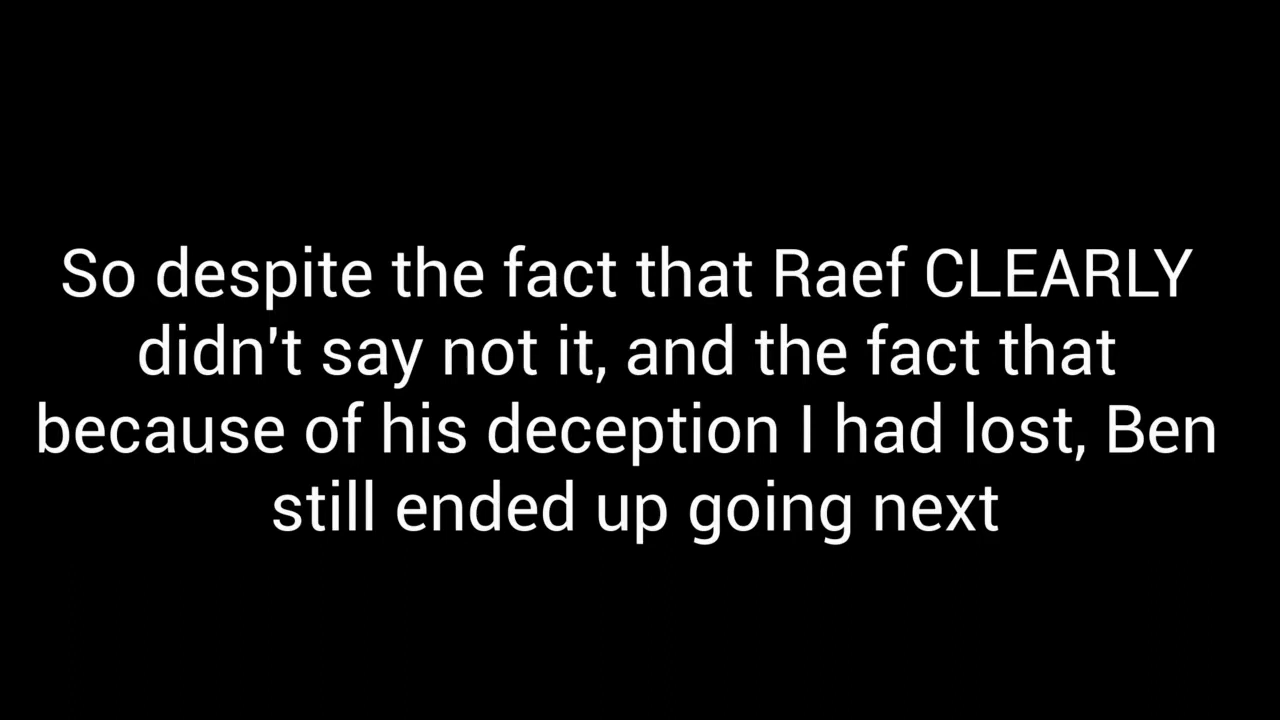 So despite the fact that Raef CLEARLY
didn't say not it, and the fact that
because of his deception I had lost, Ben
still ended up going next